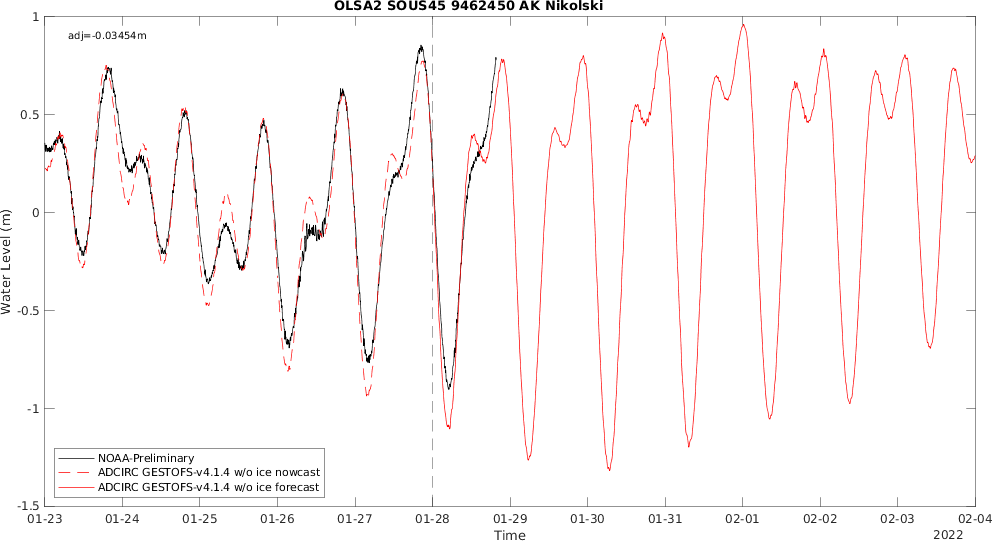 OLSA2 SOUS45 9462450 AK Nikolski
adj=-0.03454m
1
0.5
0
-0.5
-1
-1.5
Water Level (m)
NOAA-Preliminary
ADCIRC GESTOFS-v4.1.4 w/o ice nowcast
ADCIRC GESTOFS-v4.1.4 w/o ice forecast
01-23 01-24 01-25 01-26 01-27 01-28 01-29 01-30 01-31 02-01 02-02 02-03 02-04
Time
2022